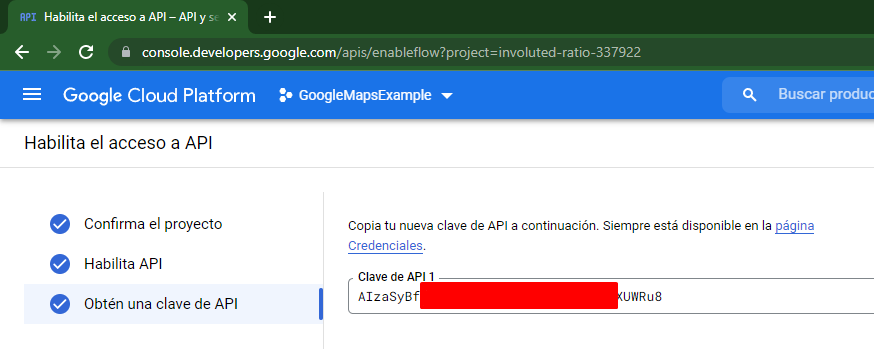 API Habilita el acceso a API – API y se
console.developers.google.com/apis/enableflow?project=involuted-ratio-337922
Google Cloud Platform GoogleMapsExample Buscar produc
Habilita el acceso a API
Confirma el proyecto
Habilita API
Obtén una clave de API
Copia tu nueva clave de API a continuación. Siempre está disponible en la página
Credenciales.
Clave de API 1
AIzaSyBf XUWRu8